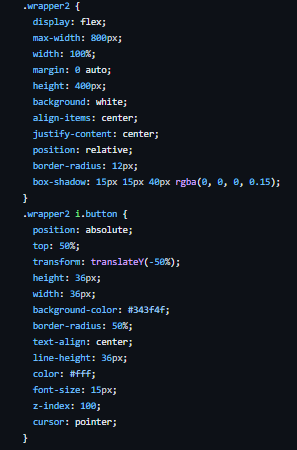 .wrapper2 {
display: flex;
max-width: 800px;
width: 100%;
margin: 0 auto;
height: 400px;
background: white;
align-items: center;
justify-content: center;
position: relative;
border-radius: 12px;
box-shadow: 15px 15px 40px rgba(0, 0, 0, 0.15);
}
.wrapper2 i.button {
position: absolute;
top: 50%;
transform: translateY(-50%);
height: 36px;
width: 36px;
background-color: #343f4f;
border-radius: 50%;
text-align: center;
line-height: 36px;
color: #fff;
font-size: 15px;
z-index: 100;
cursor: pointer;
}